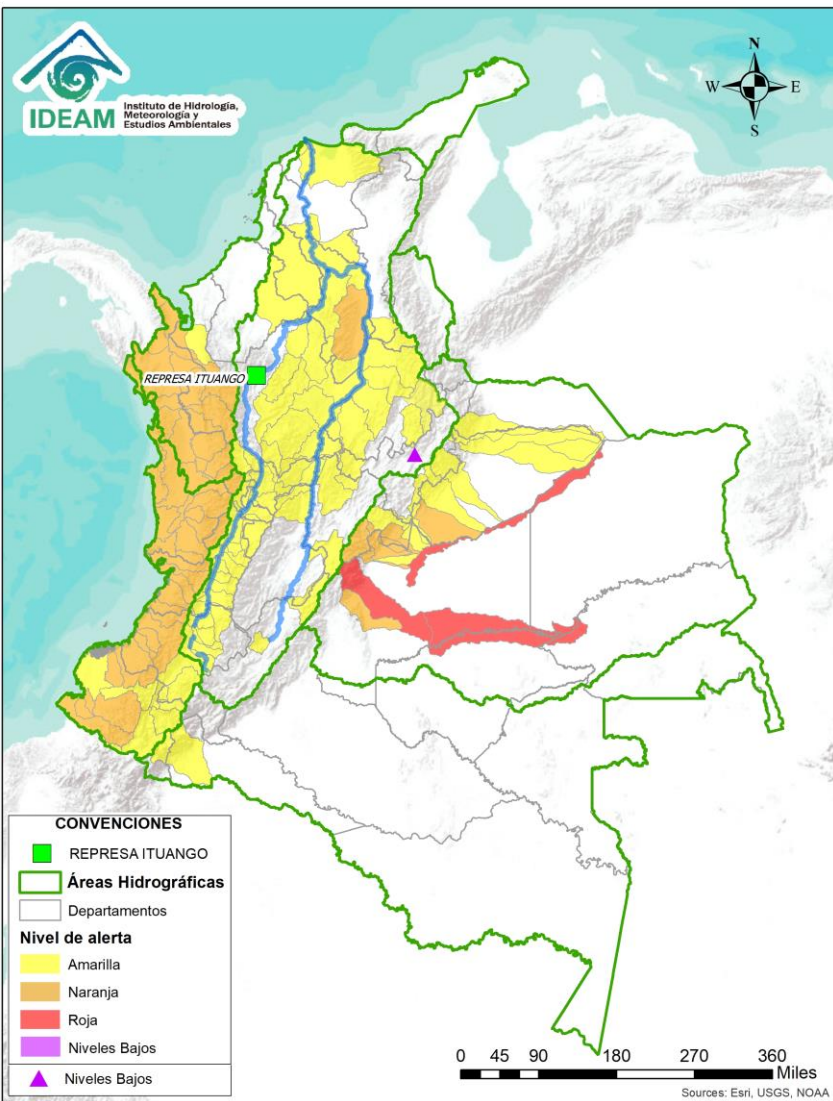 IDEAM
Instituto de Hidrología,
Meteorología y
Estudios Ambientales
N
W
E
S
REPRESA ITUANGO
CONVENCIONES
REPRESA ITUANGO
Áreas Hidrográficas
Departamentos
Nivel de alerta
Amarilla
Naranja
Roja
Niveles Bajos
Niveles Bajos
0 45 90 180 270 360
Miles
Sources: Esri, USGS, NOAA